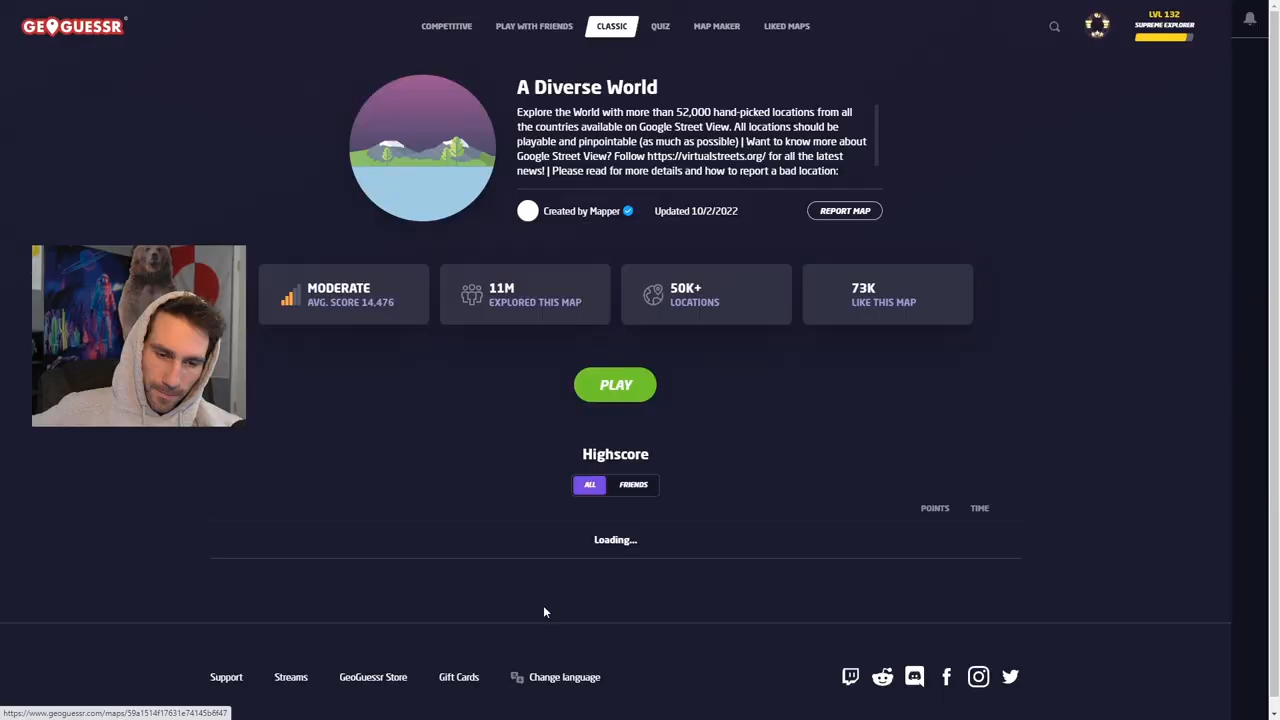 GEOGUESSR
COMPETITIVE
PLAY WITH FRIENDS
CLASSIC
QUIZ
MAP MAKER
LIKED MAPS
LVL 132
SUPREME EXPLORER
A Diverse World
Explore the World with more than 52,000 hand-picked locations from all
the countries available on Google Street View. All locations should be
playable and pinpointable (as much as possible) | Want to know more about
Google Street View? Follow https://virtualstreets.org/ for all the latest
news! | Please read for more details and how to report a bad location:
Created by Mapper
Updated 10/2/2022
REPORT MAP
MODERATE
AVG. SCORE 14,476
11M
EXPLORED THIS MAP
50K+
LOCATIONS
73K
LIKE THIS MAP
PLAY
Highscore
ALL
FRIENDS
POINTS
TIME
Loading...
Support
Streams
GeoGuessr Store
Gift Cards
Change language
https://www.geoguessr.com/maps/59a1514f17631e74145b6f47